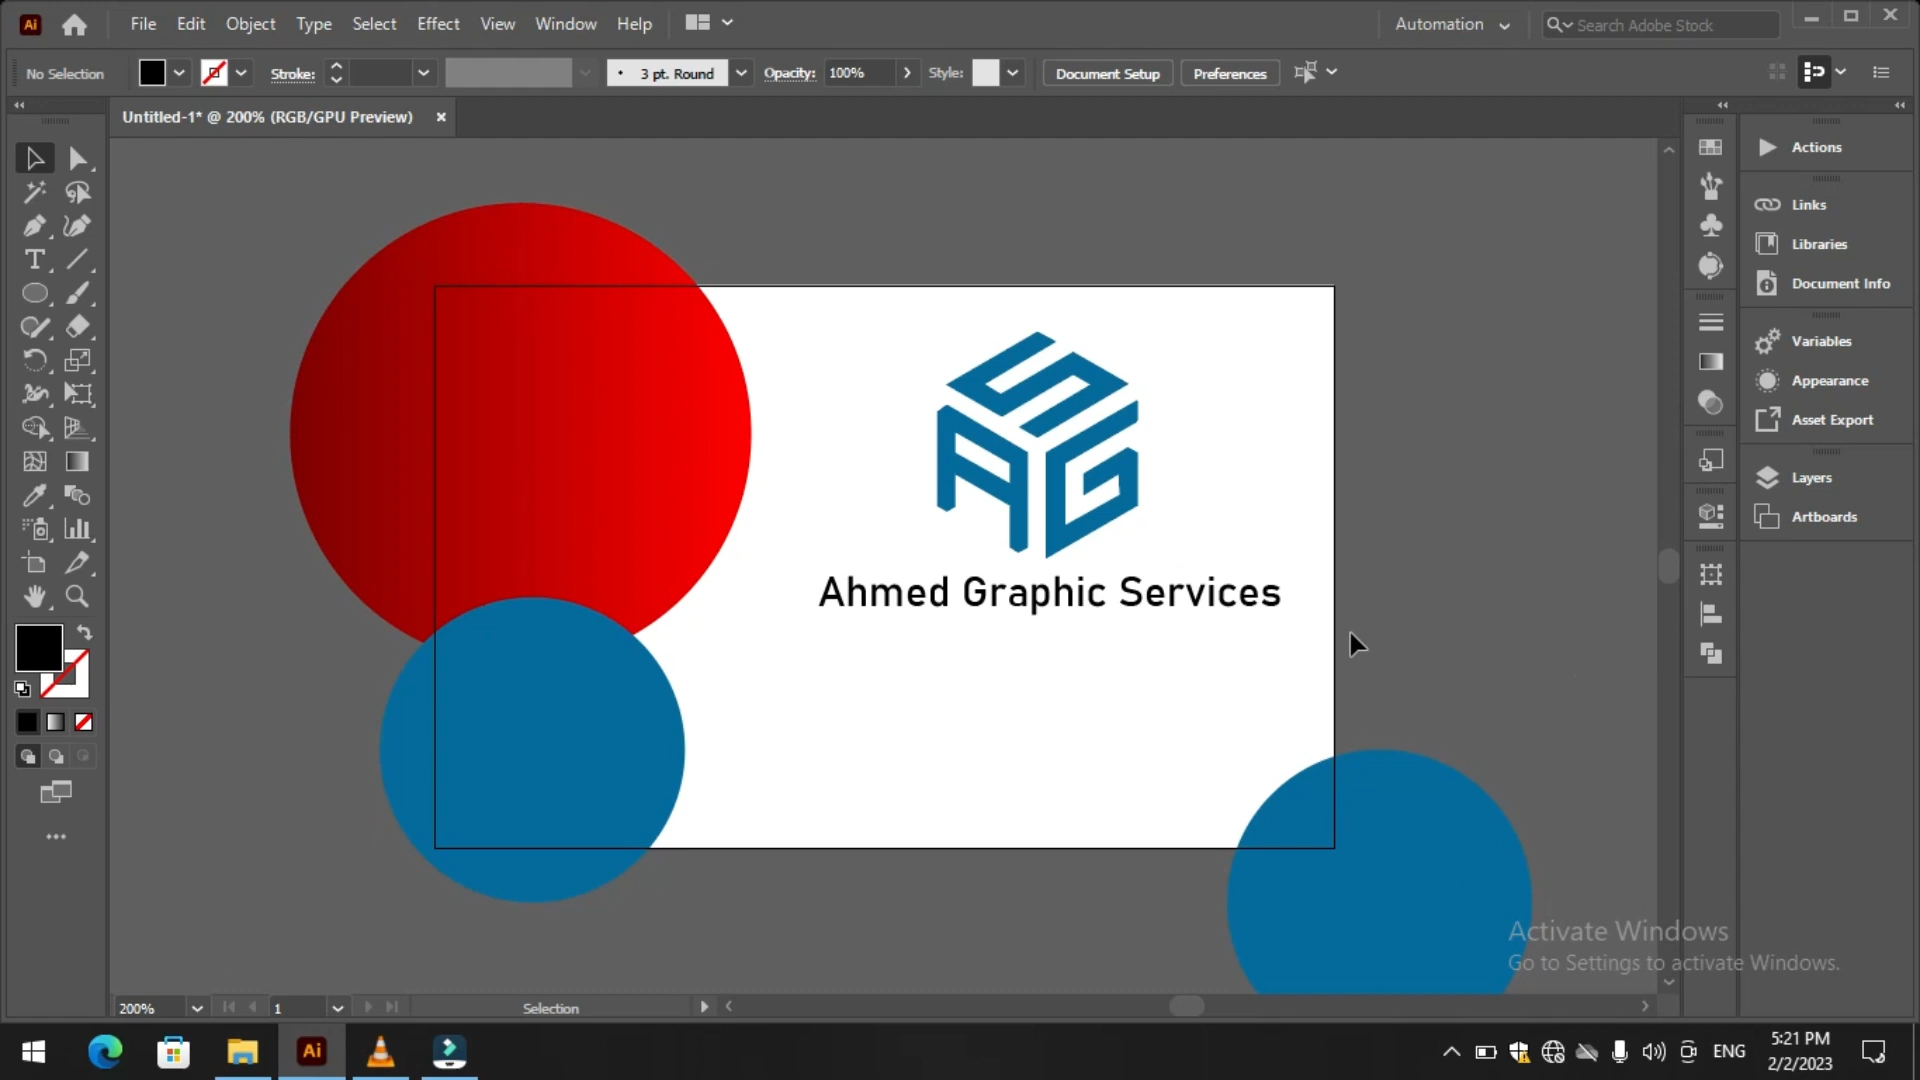 Ai File Edit Object Type Select Effect View Window Help Automation Search Adobe Stock
No Selection Stroke: 3 pt. Round Opacity: 100% Style: Document Setup Preferences
Untitled-1* @ 200% (RGB/GPU Preview)
Actions
Links
Libraries
Document Info
Variables
Appearance
Asset Export
Layers
Artboards
SAG
Ahmed Graphic Services
Activate Windows
Go to Settings to activate Windows.
200% 1 Selection
Ai ENG 5:21 PM
2/2/2023